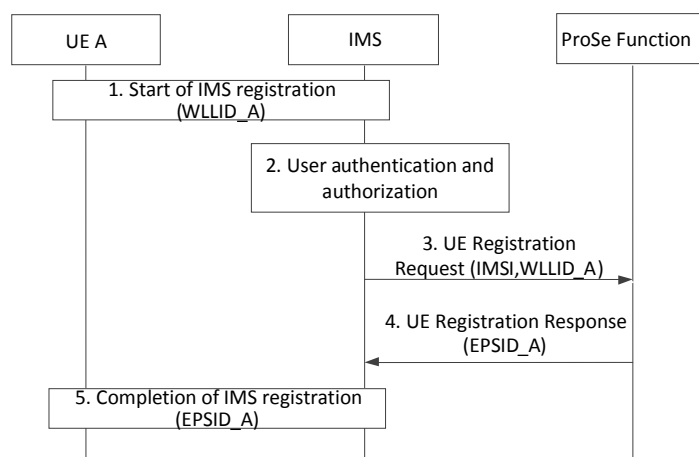 UE A
IMS
ProSe Function
1. Start of IMS registration
(WLLID_A)
2. User authentication and
authorization
3. UE Registration
Request (IMSI,WLLID_A)
4. UE Registration Response
(EPSID_A)
5. Completion of IMS registration
(EPSID_A)